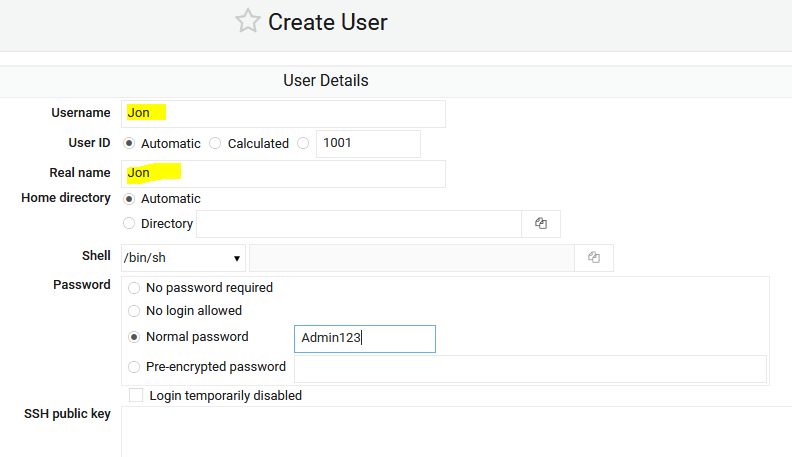 Create User
User Details
Username Jon
User ID Automatic Calculated 1001
Real name Jon
Home directory Automatic
Directory
Shell /bin/sh
Password No password required
No login allowed
Normal password Admin123
Pre-encrypted password
Login temporarily disabled
SSH public key